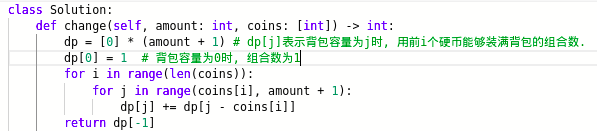 class Solution:
    def change(self, amount: int, coins: [int]) -> int:
        dp = [0] * (amount + 1) # dp[j]表示背包容量为j时, 用前i个硬币能够装满背包的组合数.
        dp[0] = 1  # 背包容量为0时, 组合数为1
        for i in range(len(coins)):
            for j in range(coins[i], amount + 1):
                dp[j] += dp[j - coins[i]]
        return dp[-1]